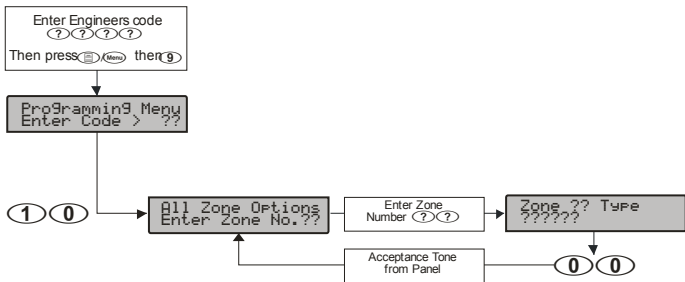 Enter Engineers code
? ? ? ?
Then press / Menu then 9
Programming Menu
Enter Code > ??
1 0
All Zone Options
Enter Zone No.??
Enter Zone
Number ? ?
Zone ?? Type
??????
Acceptance Tone
from Panel
0 0